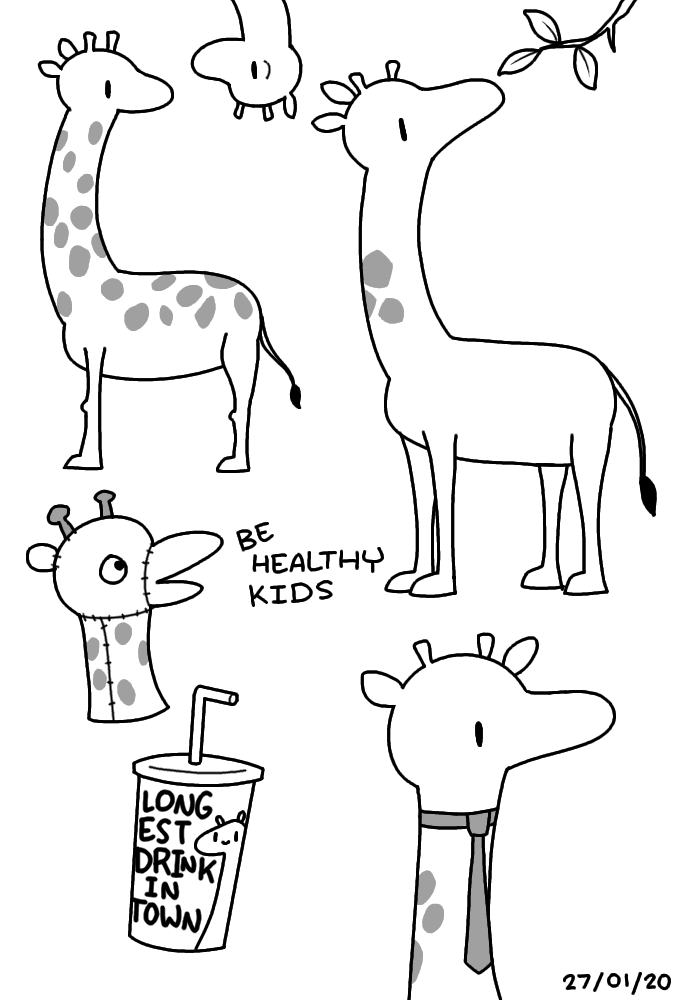 BE
HEALTHY
KIDS
LONG
EST
DRINK
IN
TOWN
27/01/20